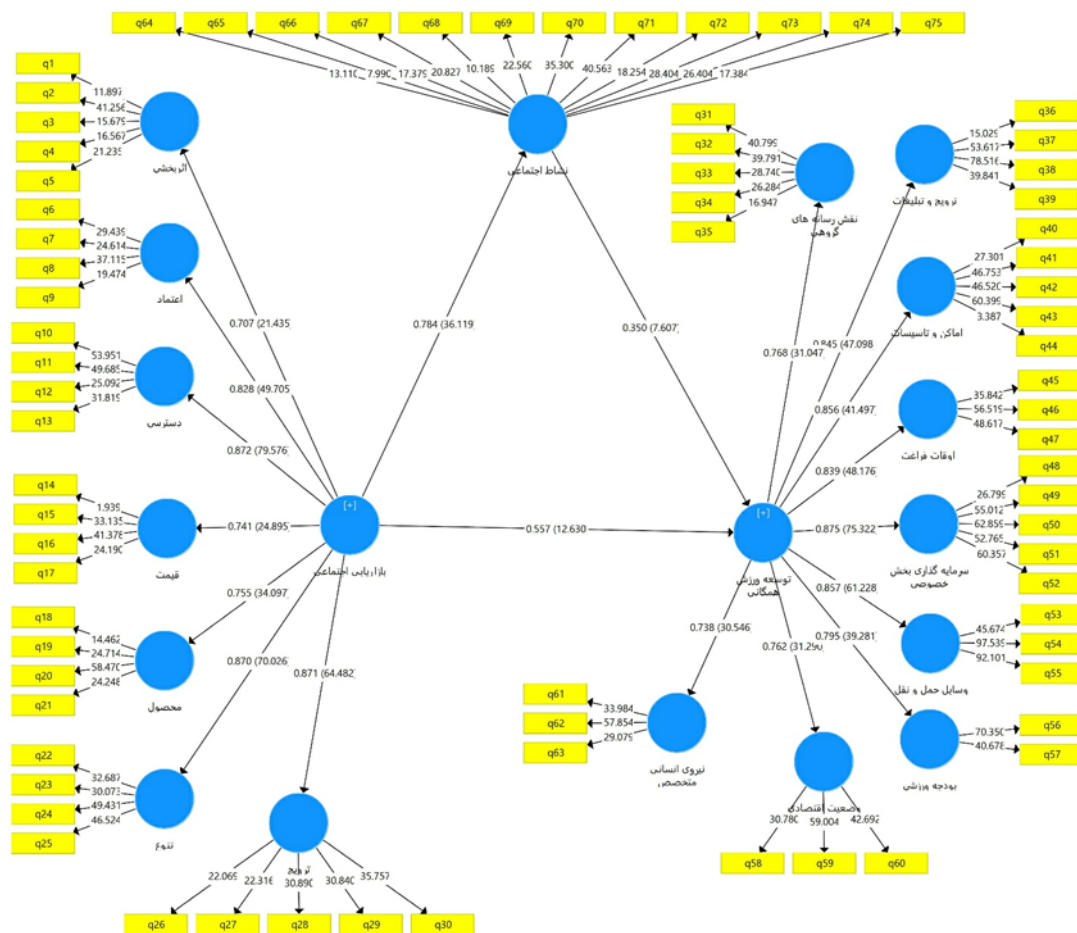 q64
q65
q66
q67
q68
q69
q70
q71
q72
q73
q74
q75
13.110
7.990
17.379
20.827
10.189
22.560
35.300
40.563
18.254
28.404
26.404
17.384
نشاط اجتماعی
q1
q2
q3
q4
q5
11.897
41.256
15.679
16.567
21.235
اثربخشی
q6
q7
q8
q9
29.439
24.614
37.115
19.474
اعتماد
q10
q11
q12
q13
53.951
49.685
25.092
31.819
دسترسی
q14
q15
q16
q17
1.939
33.135
41.378
24.190
قیمت
q18
q19
q20
q21
14.462
24.714
58.470
24.248
محصول
q22
q23
q24
q25
32.687
30.073
49.431
46.524
تنوع
ترویج
22.069
22.316
30.890
30.840
35.757
q26
q27
q28
q29
q30
0.707 (21.435)
0.828 (49.705)
0.872 (79.576)
0.741 (24.895)
0.755 (34.097)
0.870 (70.026)
0.871 (64.482)
[+]
بازاریابی اجتماعی
0.784 (36.119)
0.350 (7.607)
0.557 (12.630
[+]
توسعه ورزش
همگانی
q31
q32
q33
q34
q35
40.799
39.791
28.740
26.284
16.947
نقش رسانه های
گروهی
q36
q37
q38
q39
15.029
53.617
78.516
39.841
ترویج و تبلیغات
q40
q41
q42
q43
q44
27.301
46.753
46.520
60.399
3.387
اماکن و تاسیسات
q45
q46
q47
35.842
56.519
48.617
اوقات فراغت
q48
q49
q50
q51
q52
26.799
55.012
62.859
52.765
60.357
سرمایه گذاری بخش
خصوصی
q53
q54
q55
45.674
97.539
92.101
وسایل حمل و نقل
q56
q57
70.350
40.678
بودجه ورزشی
0.768 (31.047)
0.845 (47.098
0.856 (41.497)
0.839 (48.176)
0.875 (75.322)
0.857 (61.228)
0.795 (39.281)
0.762 (31.290)
0.738 (30.546)
q61
q62
q63
33.984
57.854
29.079
نیروی انسانی
متخصص
وضعیت اقتصادی
30.780
59.004
42.692
q58
q59
q60